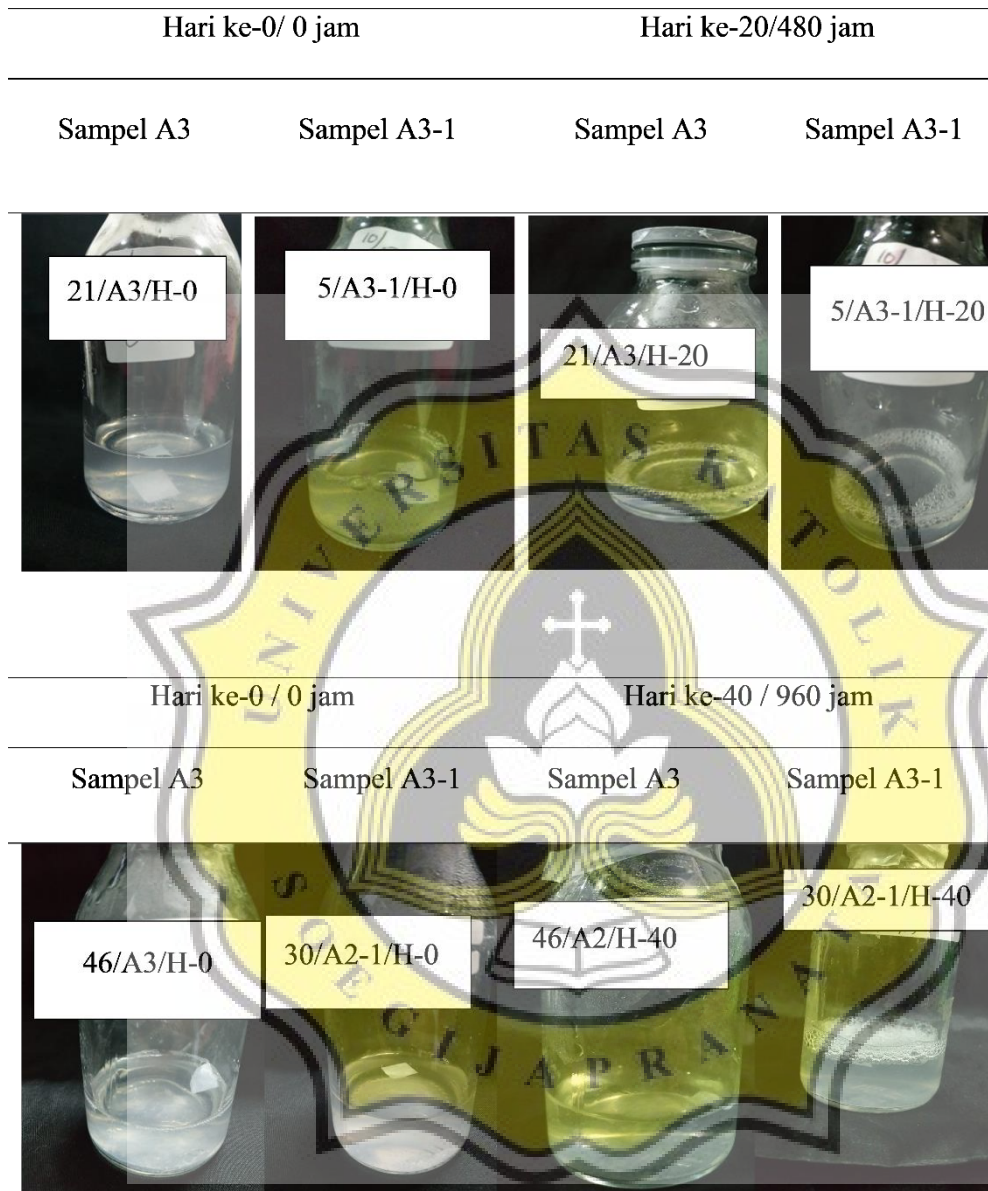 Hari ke-0/ 0 jam Hari ke-20/480 jam
Sampel A3 Sampel A3-1 Sampel A3 Sampel A3-1
21/A3/H-0 5/A3-1/H-0 21/A3/H-20 5/A3-1/H-20
10/ 10/
UNIVERSITAS KATOLIK
Hari ke-0 / 0 jam Hari ke-40 / 960 jam
Sampel A3 Sampel A3-1 Sampel A3 Sampel A3-1
46/A3/H-0 30/A2-1/H-0 46/A2/H-40 30/A2-1/H-40
SOEGIJAPRANATA